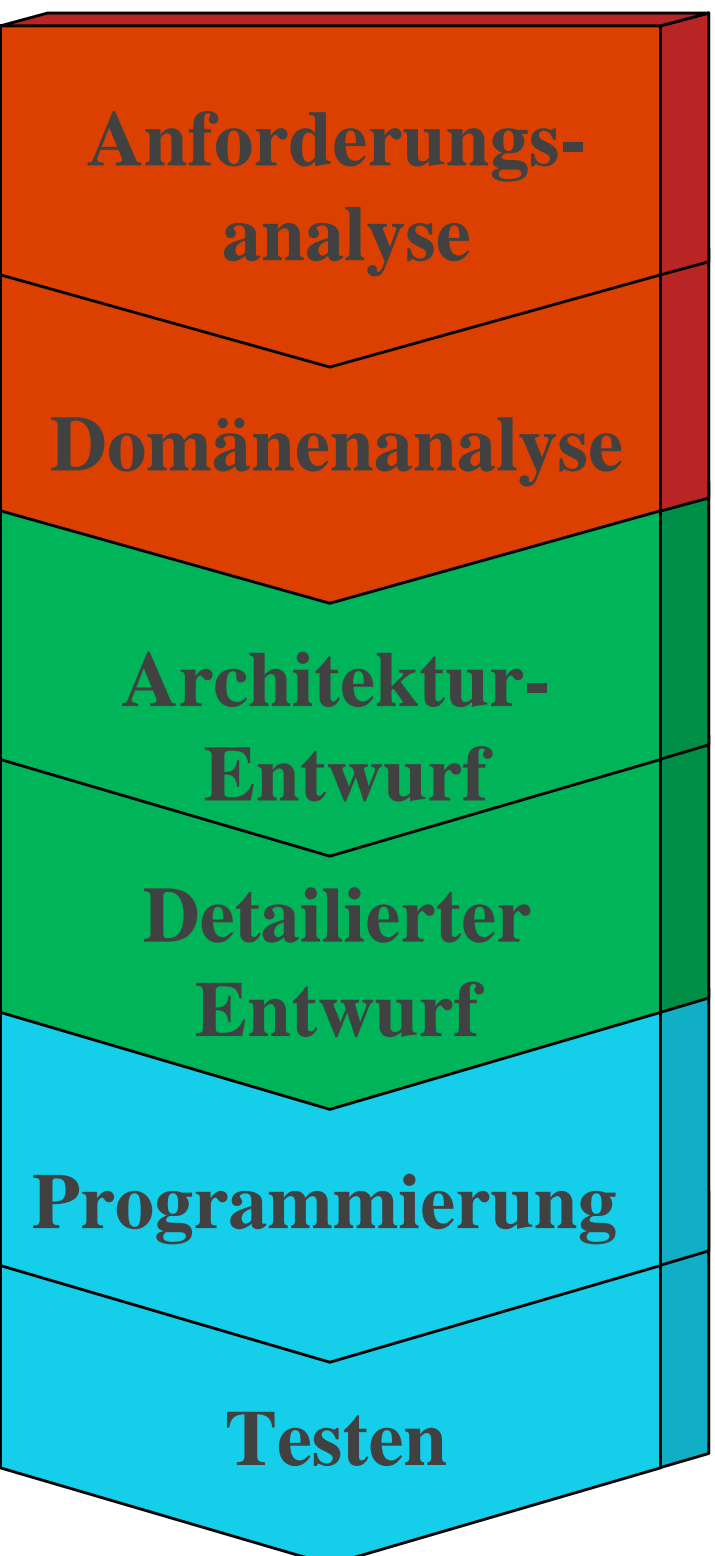 Anforderungs-
analyse
Domänenanalyse
Architektur-
Entwurf
Detailierter
Entwurf
Programmierung
Testen